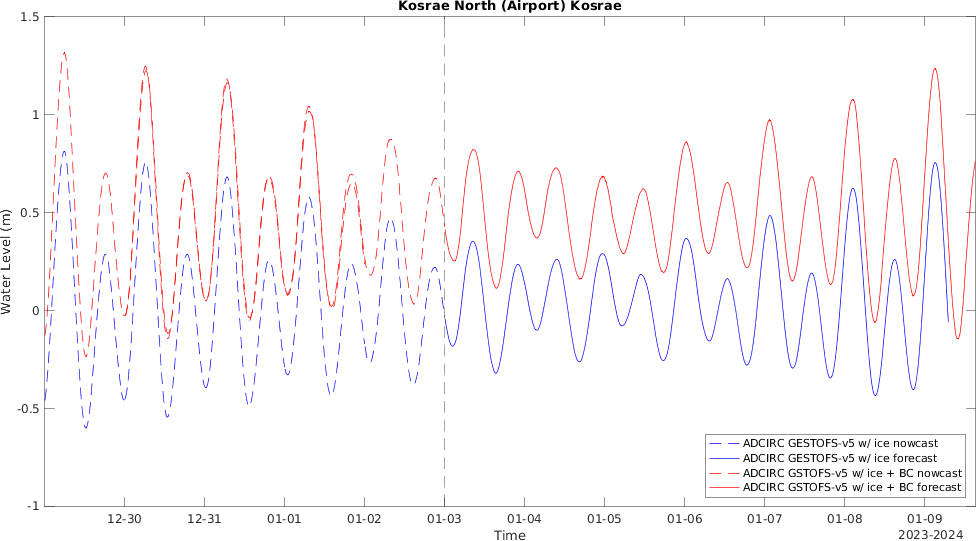 Kosrae North (Airport) Kosrae
Water Level (m)
1.5
1
0.5
0
-0.5
-1
12-30
12-31
01-01
01-02
01-03
01-04
01-05
01-06
01-07
01-08
01-09
Time
2023-2024
ADCIRC GESTOFS-v5 w/ ice nowcast
ADCIRC GESTOFS-v5 w/ ice forecast
ADCIRC GSTOFS-v5 w/ ice + BC nowcast
ADCIRC GSTOFS-v5 w/ ice + BC forecast